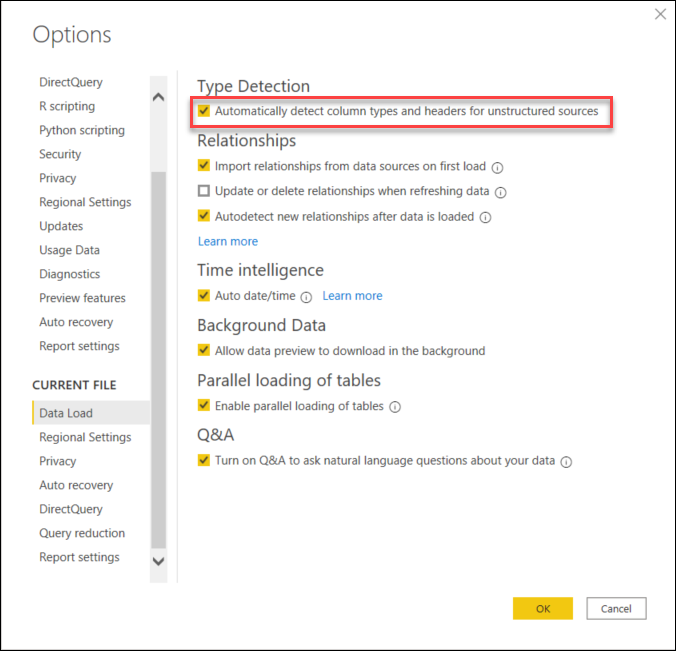 Options
DirectQuery
R scripting
Python scripting
Security
Privacy
Regional Settings
Updates
Usage Data
Diagnostics
Preview features
Auto recovery
Report settings
CURRENT FILE
Data Load
Regional Settings
Privacy
Auto recovery
DirectQuery
Query reduction
Report settings
Type Detection
Automatically detect column types and headers for unstructured sources
Relationships
Import relationships from data sources on first load
Update or delete relationships when refreshing data
Autodetect new relationships after data is loaded
Learn more
Time intelligence
Auto date/time Learn more
Background Data
Allow data preview to download in the background
Parallel loading of tables
Enable parallel loading of tables
Q&A
Turn on Q&A to ask natural language questions about your data
OK Cancel